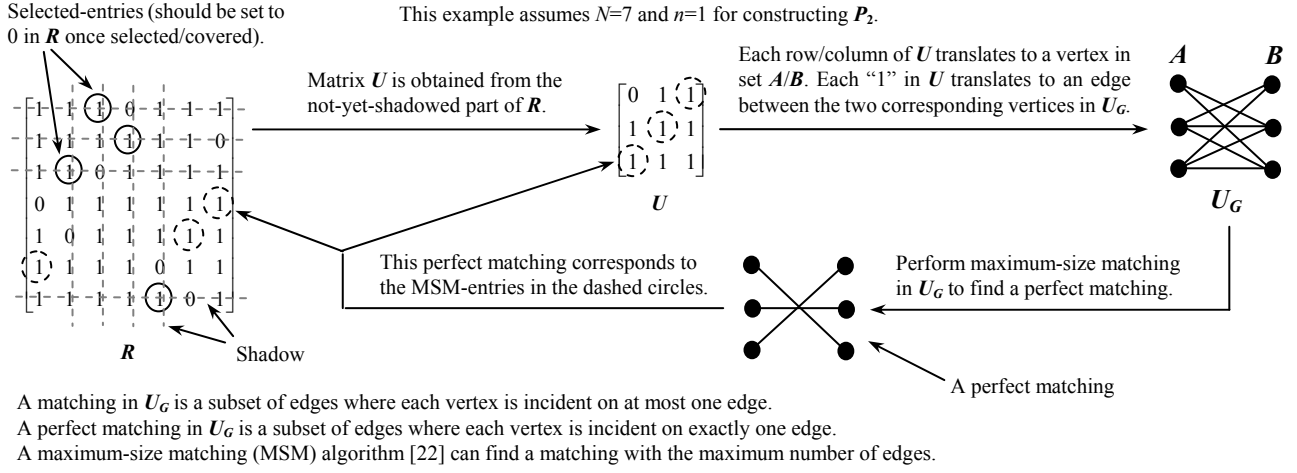 Selected-entries (should be set to
0 in R once selected/covered).
This example assumes N=7 and n=1 for constructing P₂.
Matrix U is obtained from the
not-yet-shadowed part of R.
Each row/column of U translates to a vertex in
set A/B. Each “1” in U translates to an edge
between the two corresponding vertices in U_G.
A B
1 1 1 0 1 1 1
1 1 1 1 1 1 0
1 1 0 1 1 1 1
0 1 1 1 1 1 1
1 0 1 1 1 1 1
1 1 1 1 0 1 1
1 1 1 1 1 0 1
R
0 1 1
1 1 1
1 1 1
U
U_G
This perfect matching corresponds to
the MSM-entries in the dashed circles.
Perform maximum-size matching
in U_G to find a perfect matching.
Shadow
A perfect matching
A matching in U_G is a subset of edges where each vertex is incident on at most one edge.
A perfect matching in U_G is a subset of edges where each vertex is incident on exactly one edge.
A maximum-size matching (MSM) algorithm [22] can find a matching with the maximum number of edges.